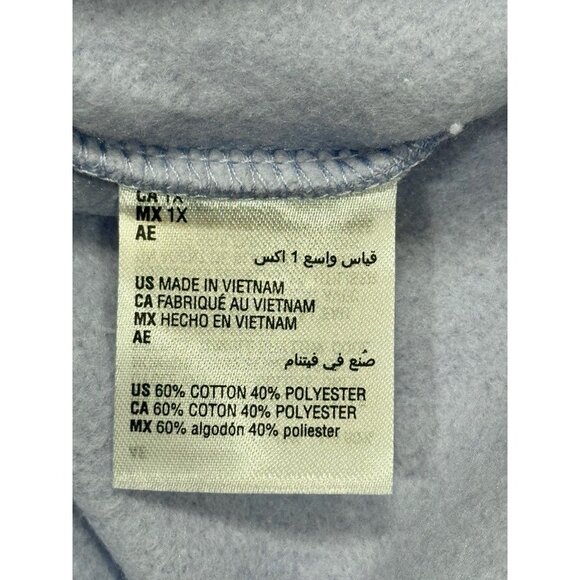 CA 1X
MX 1X
AE
قياس واسع 1 اكس
US MADE IN VIETNAM
CA FABRIQUÉ AU VIETNAM
MX HECHO EN VIETNAM
AE
صُنع في فيتنام
US 60% COTTON 40% POLYESTER
CA 60% COTON 40% POLYESTER
MX 60% algodón 40% poliester
AE